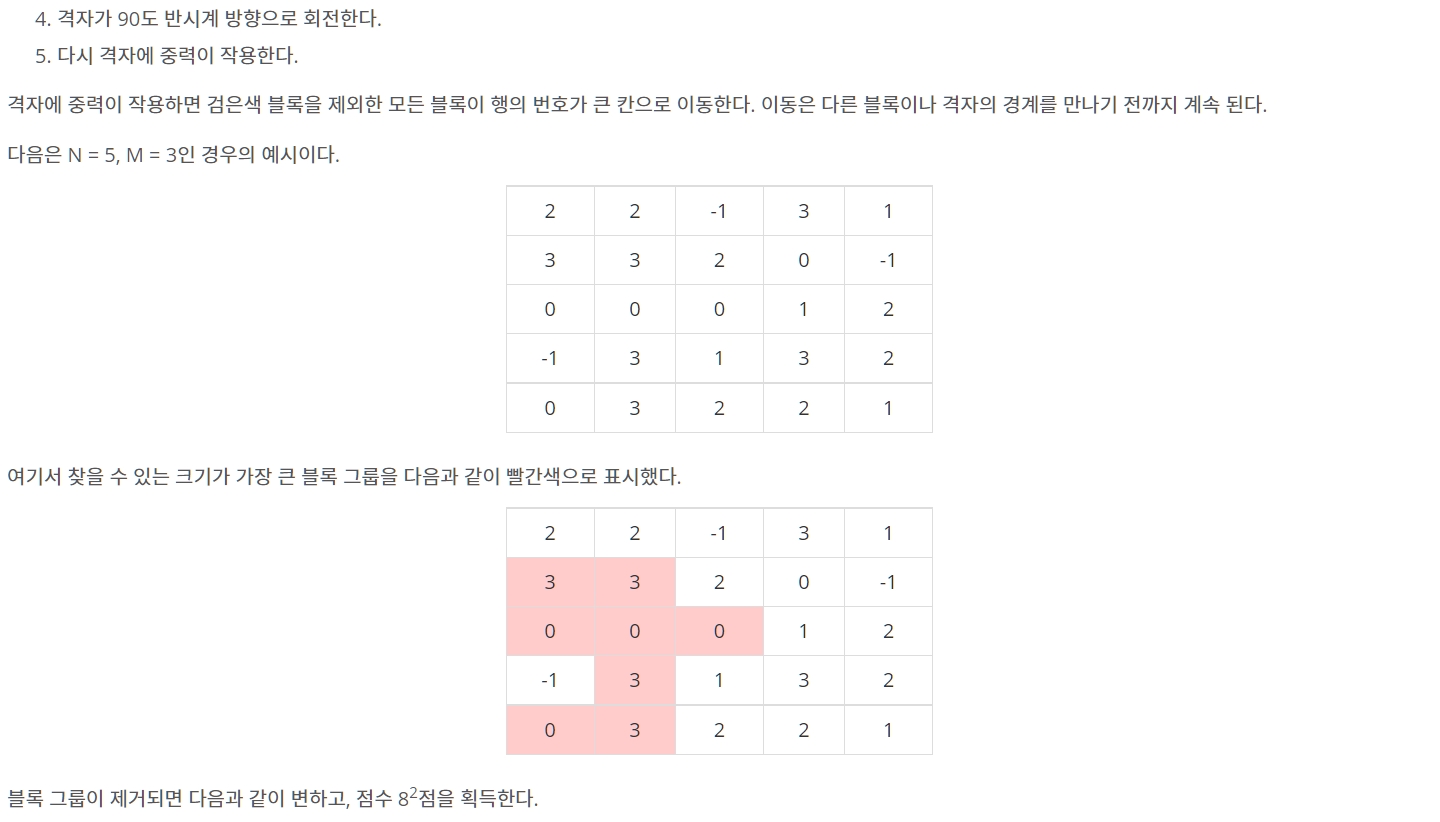 4. 격자가 90도 반시계 방향으로 회전한다.
5. 다시 격자에 중력이 작용한다.
격자에 중력이 작용하면 검은색 블록을 제외한 모든 블록이 행의 번호가 큰 칸으로 이동한다. 이동은 다른 블록이나 격자의 경계를 만나기 전까지 계속 된다.
다음은 N = 5, M = 3인 경우의 예시이다.
2 2 -1 3 1
3 3 2 0 -1
0 0 0 1 2
-1 3 1 3 2
0 3 2 2 1
여기서 찾을 수 있는 크기가 가장 큰 블록 그룹을 다음과 같이 빨간색으로 표시했다.
2 2 -1 3 1
3 3 2 0 -1
0 0 0 1 2
-1 3 1 3 2
0 3 2 2 1
블록 그룹이 제거되면 다음과 같이 변하고, 점수 8²점을 획득한다.